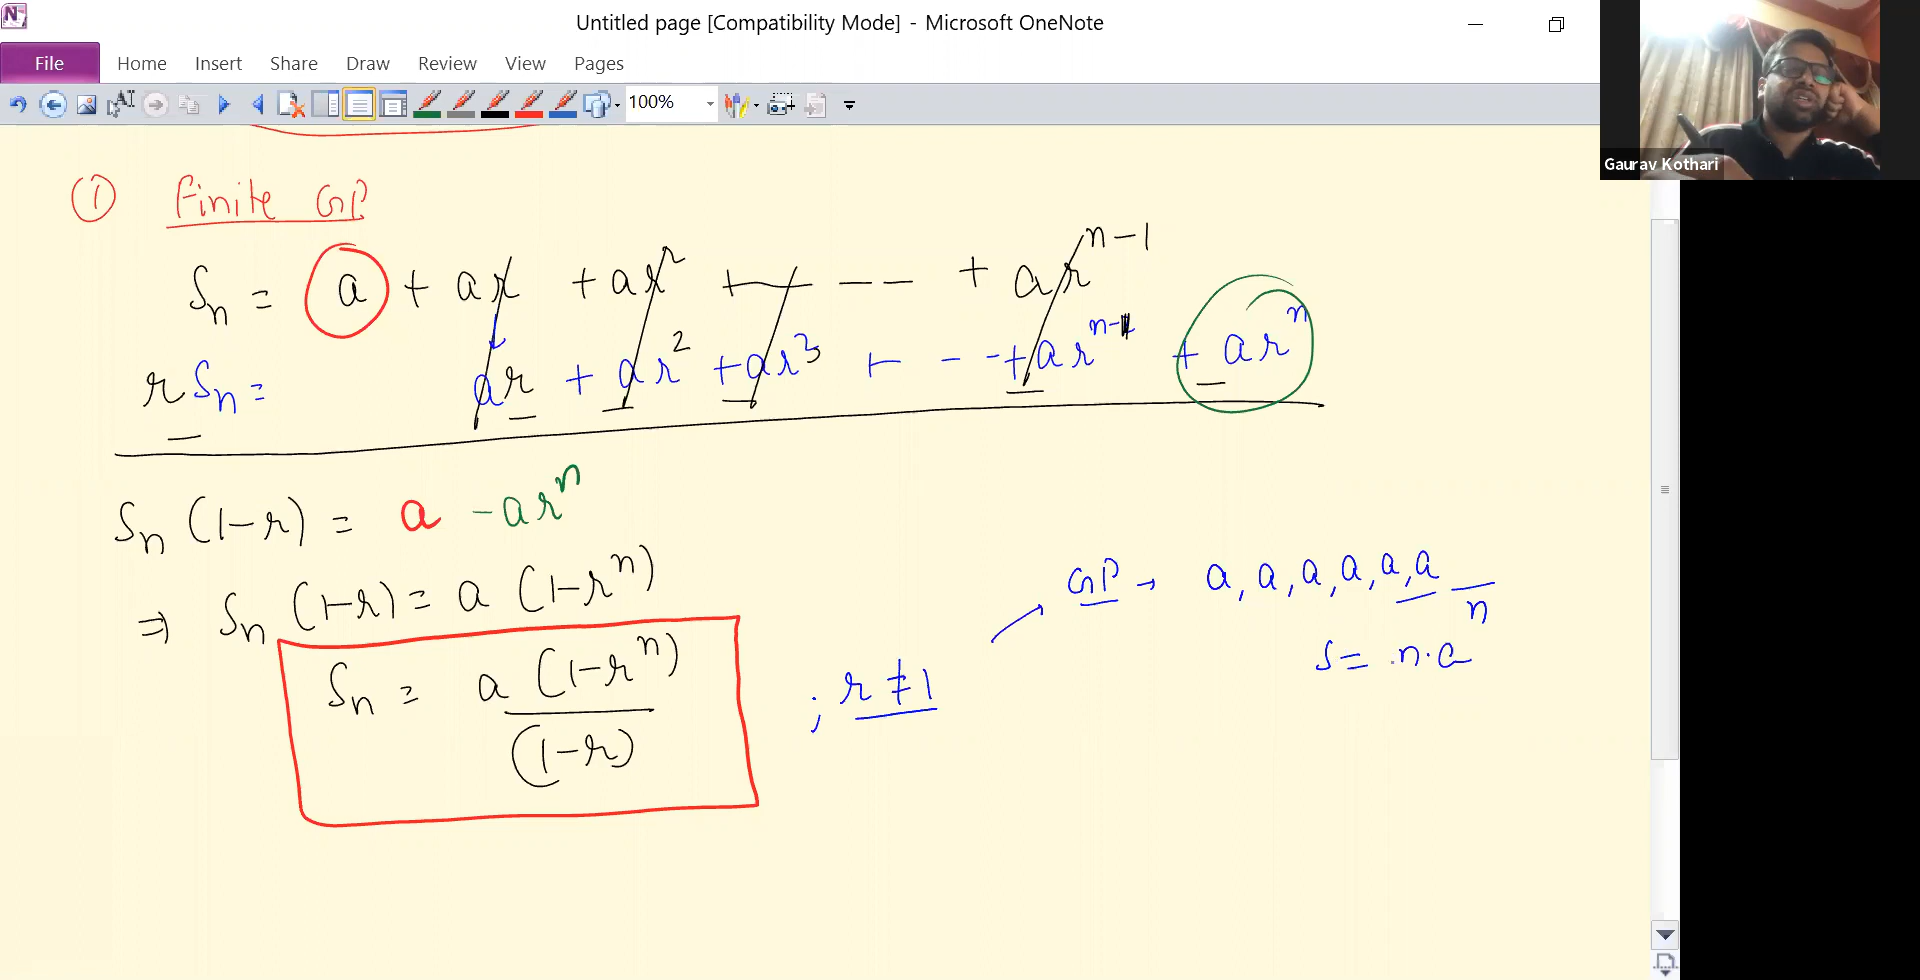 Untitled page [Compatibility Mode] - Microsoft OneNote
File Home Insert Share Draw Review View Pages
100%
Gaurav Kothari
① Finite GP
Sₙ = a + ar + ar² + -- + arⁿ⁻¹
rSₙ = ar + ar² + ar³ + -- + arⁿ⁻¹ + arⁿ
Sₙ (1-r) = a - arⁿ
⇒ Sₙ (1-r) = a (1-rⁿ)
Sₙ = a (1-rⁿ) / (1-r) ; r ≠ 1
GP → a, a, a, a, a, a __ n
S = n·a